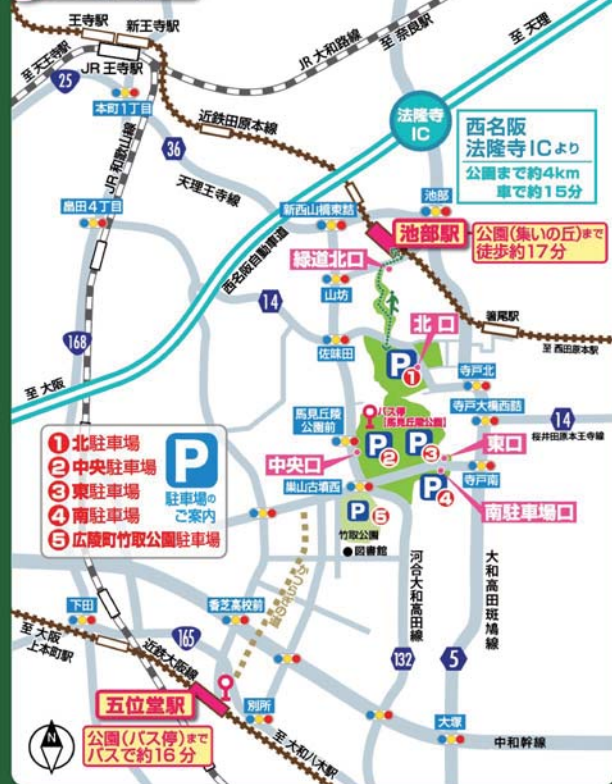 王寺駅
新王寺駅
至 天王寺駅
JR 王寺駅
JR 大和路線
至 奈良駅
至 天理
25
本町1丁目
近鉄田原本線
法隆寺
IC
西名阪
法隆寺ICより
公園まで約4km
車で約15分
36
JR 和歌山線
天理王寺線
畠田4丁目
新西山橋東詰
池部
池部駅
公園(集いの丘)まで
徒歩約17分
緑道北口
西名阪自動車道
山坊
14
箸尾駅
至 西田原本駅
168
佐味田
北口
P
1
寺戸北
至 大阪
バス停
【馬見丘陵公園】
寺戸大橋西詰
14
桜井田原本王寺線
馬見丘陵
公園前
P
2
P
3
東口
中央口
寺戸南
巣山古墳西
P
4
南駐車場口
P
5
竹取公園
●図書館
1 北駐車場
2 中央駐車場
3 東駐車場
4 南駐車場
5 広陵町竹取公園駐車場
P
駐車場の
ご案内
河合大和高田線
大和高田斑鳩線
下田
香芝高校前
至 大阪
上本町駅
165
近鉄大阪線
132
5
五位堂駅
別所
大塚
公園(バス停)まで
バスで約16分
至 大和八木駅
中和幹線
N